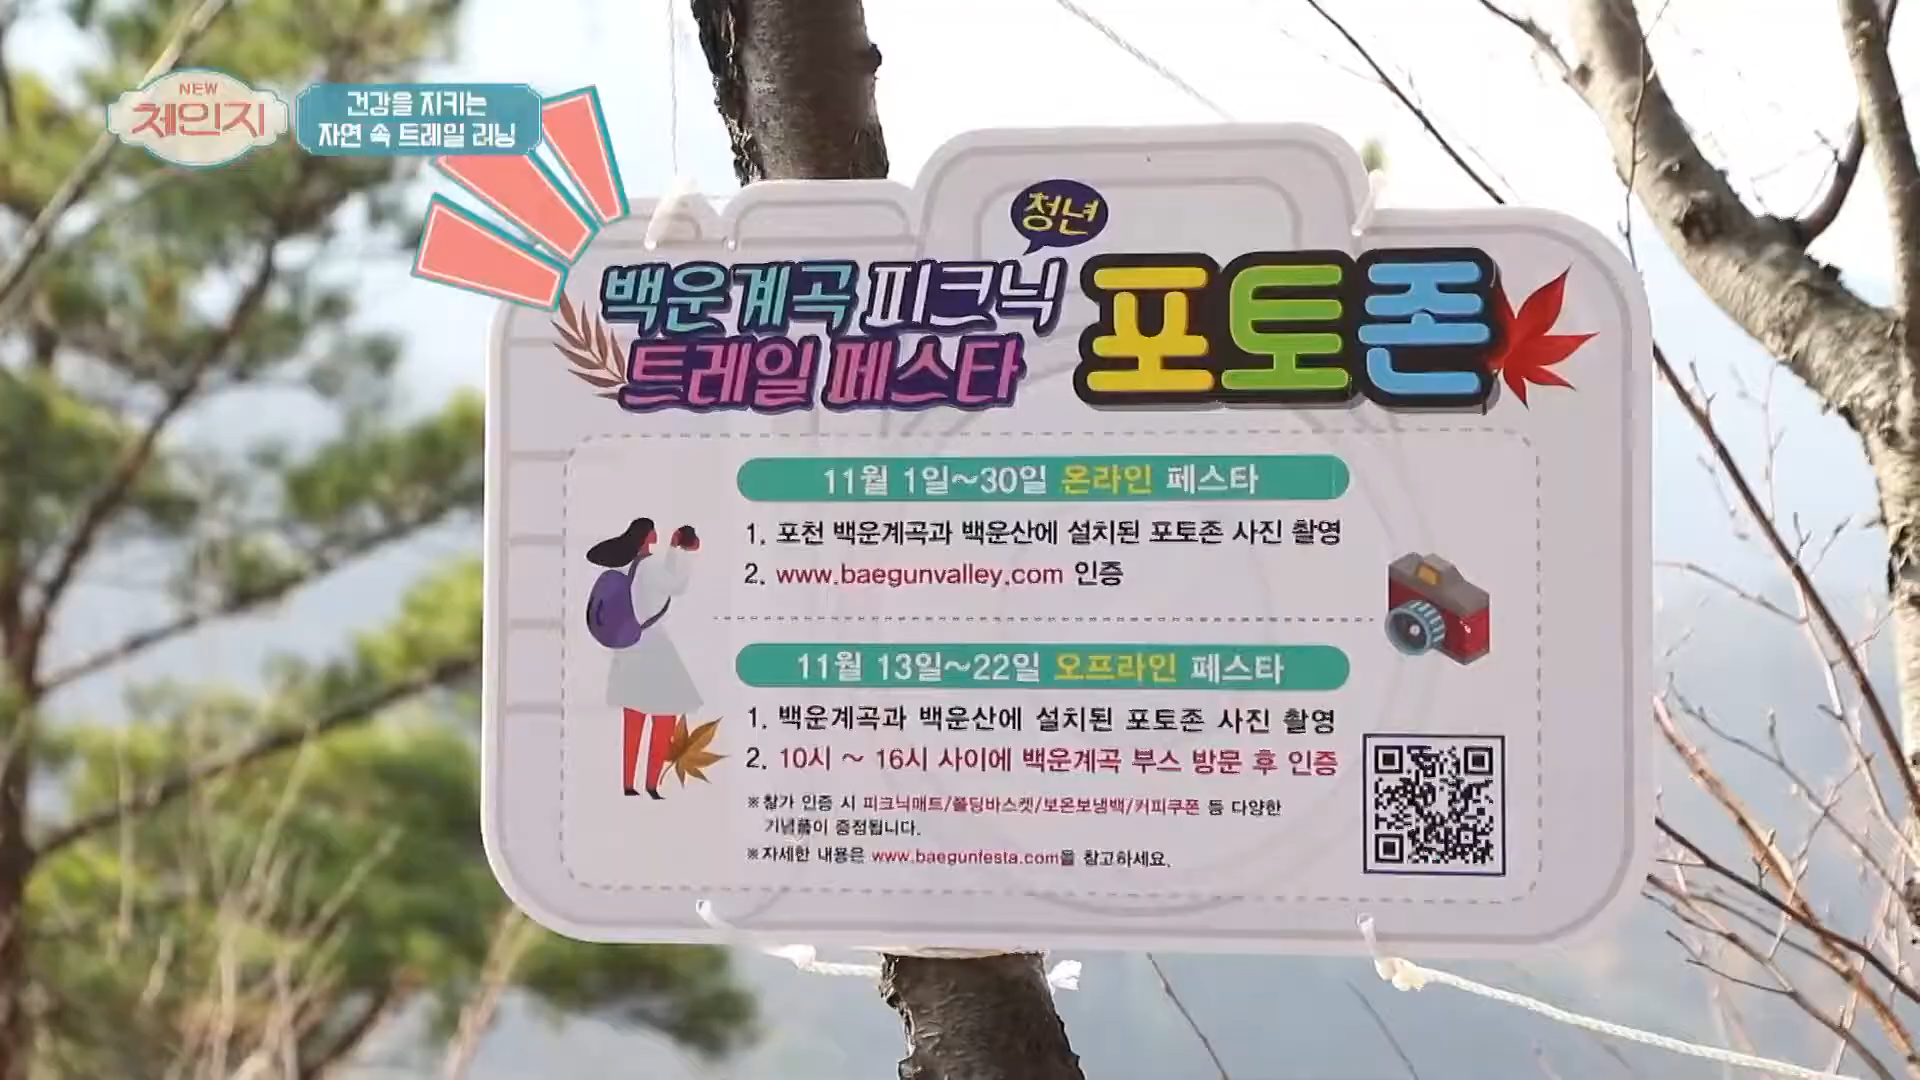 NEW
체인지
건강을 지키는
자연 속 트레일 러닝
청년
백운계곡 피크닉
트레일 페스타
포토존
11월 1일~30일 온라인 페스타
1. 포천 백운계곡과 백운산에 설치된 포토존 사진 촬영
2. www.baegunvalley.com 인증
11월 13일~22일 오프라인 페스타
1. 백운계곡과 백운산에 설치된 포토존 사진 촬영
2. 10시 ~ 16시 사이에 백운계곡 부스 방문 후 인증
※참가 인증 시 피크닉매트/폴딩바스켓/보온보냉백/커피쿠폰 등 다양한
기념품이 증정됩니다.
※자세한 내용은 www.baegunfesta.com을 참고하세요.